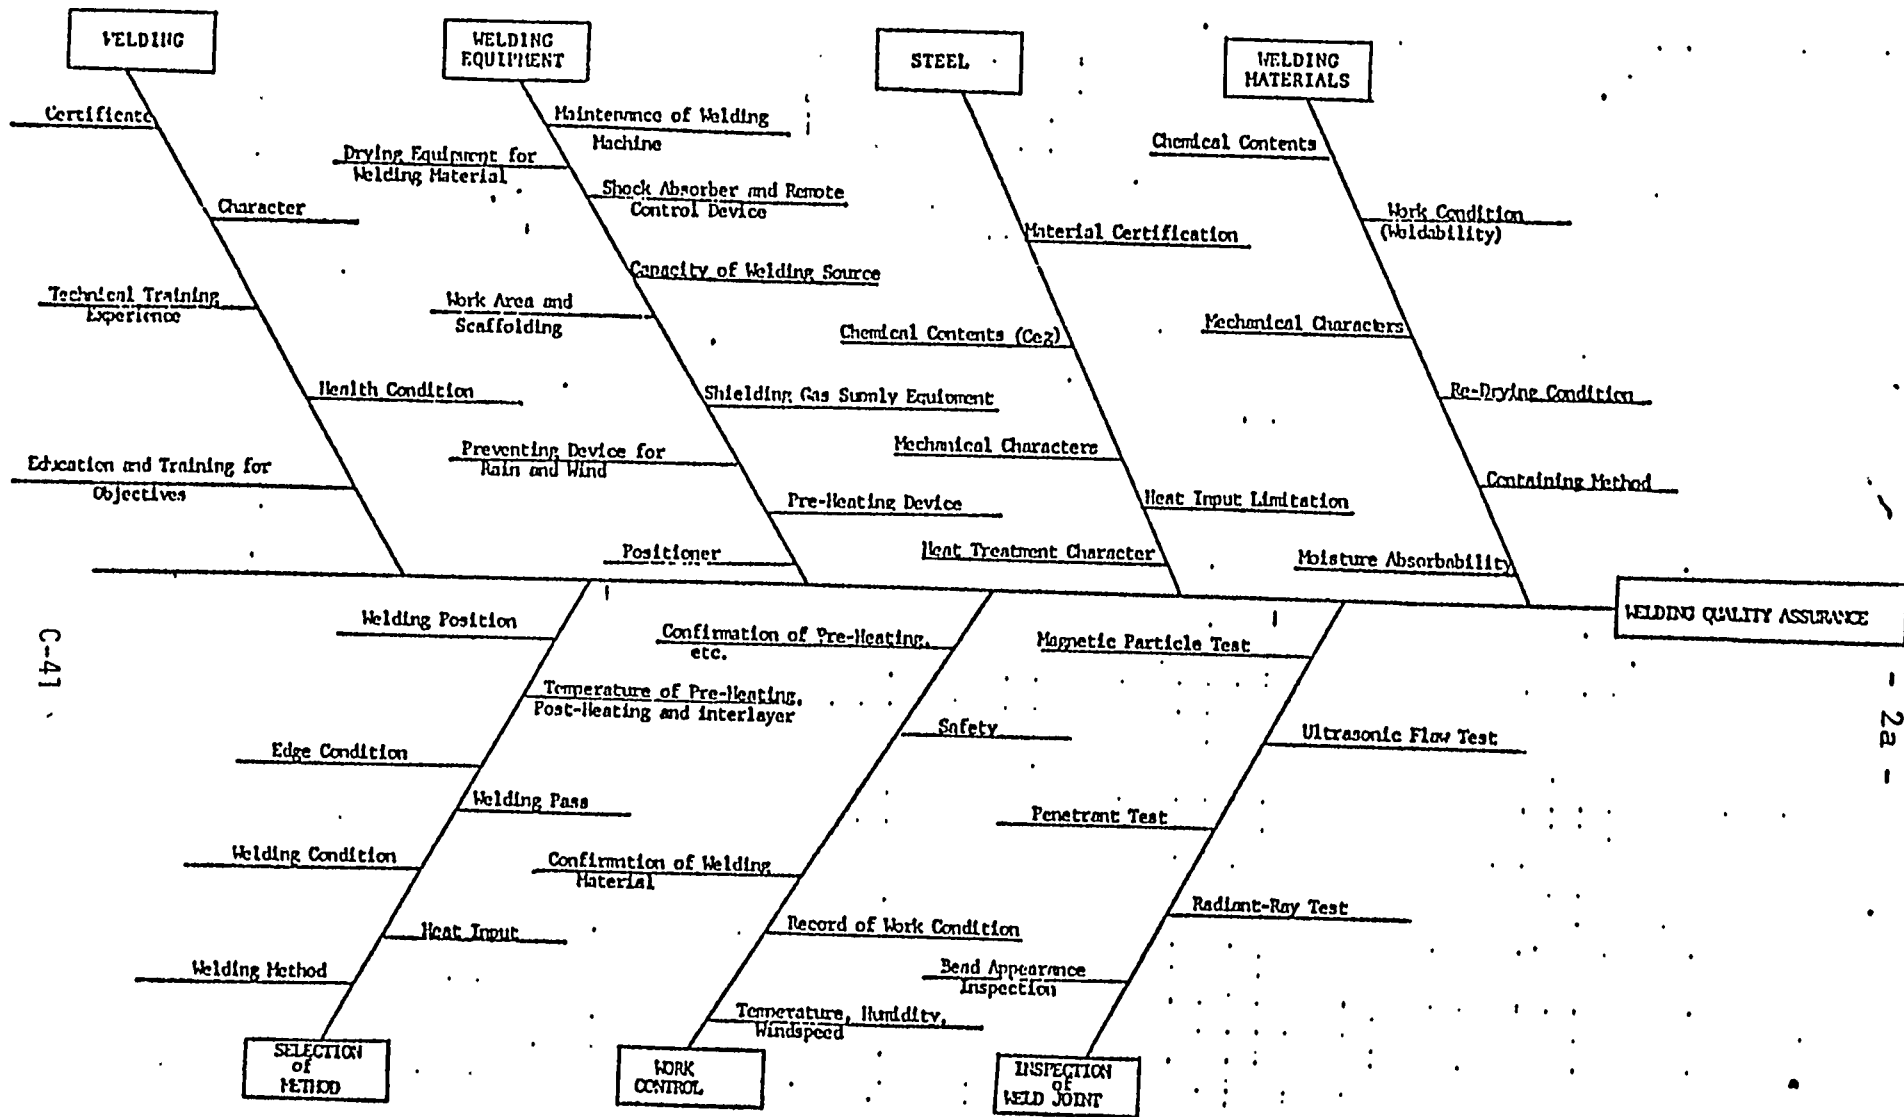 WELDING
Certificate
Character
Technical Training
Experience
Health Condition
Education and Training for
Objectives
WELDING
EQUIPMENT
Maintenance of Welding
Machine
Drying Equipment for
Welding Material
Shock Absorber and Remote
Control Device
Capacity of Welding Source
Work Area and
Scaffolding
Shielding Gas Supply Equipment
Preventing Device for
Rain and Wind
Pre-Heating Device
Positioner
STEEL
Material Certification
Chemical Contents
Mechanical Characters
Heat Input Limitation
Heat Treatment Character
WELDING
MATERIALS
Chemical Contents
Work Condition
(Weldability)
Mechanical Characters
Re-Drying Condition
Containing Method
Moisture Absorbability
WELDING QUALITY ASSURANCE
Welding Position
Temperature of Pre-Heating,
Post-Heating and interlayer
Edge Condition
Welding Pass
Welding Condition
Heat Input
Welding Method
SELECTION
of
METHOD
Confirmation of Pre-Heating,
etc.
Safety
Confirmation of Welding
Material
Record of Work Condition
Temperature, Humidity,
Windspeed
WORK
CONTROL
Magnetic Particle Test
Ultrasonic Flaw Test
Penetrant Test
Radiant-Ray Test
Bead Appearance
Inspection
INSPECTION
of
WELD JOINT
C-41
- 2a -